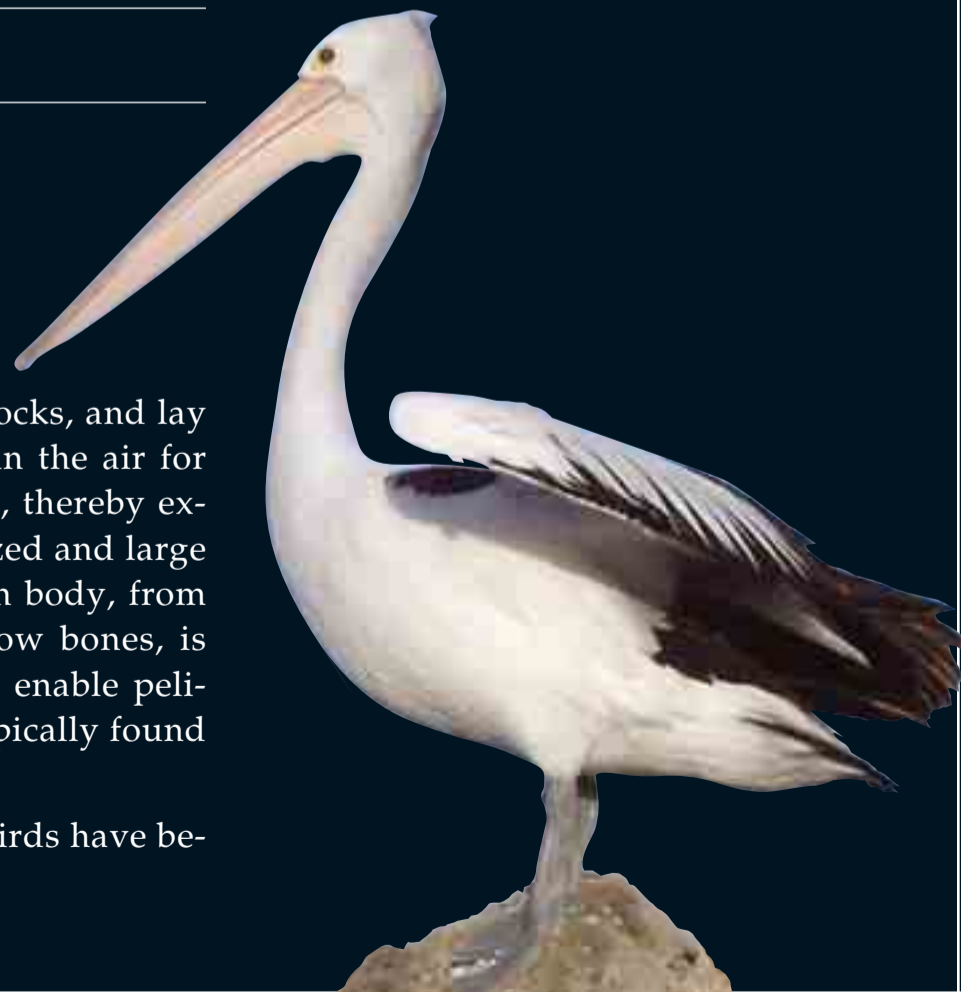 ocks, and lay
in the air for
, thereby ex-
zed and large
body, from
ow bones, is
enable peli-
pically found
irds have be-